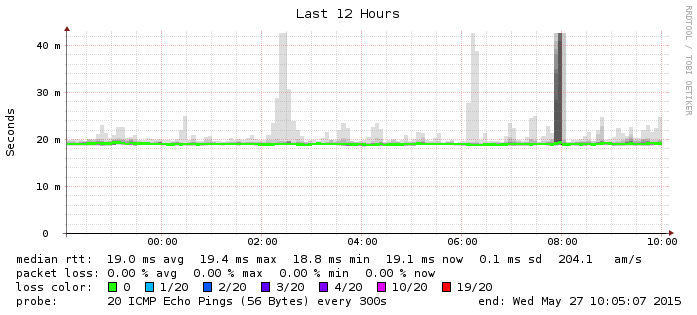 Last 12 Hours
RRDTOOL / TOBI OETIKER
Seconds
40 m
30 m
20 m
10 m
0
00:00 02:00 04:00 06:00 08:00 10:00
median rtt: 19.0 ms avg 19.4 ms max 18.8 ms min 19.1 ms now 0.1 ms sd 204.1 am/s
packet loss: 0.00 % avg 0.00 % max 0.00 % min 0.00 % now
loss color: 0 1/20 2/20 3/20 4/20 10/20 19/20
probe: 20 ICMP Echo Pings (56 Bytes) every 300s end: Wed May 27 10:05:07 2015